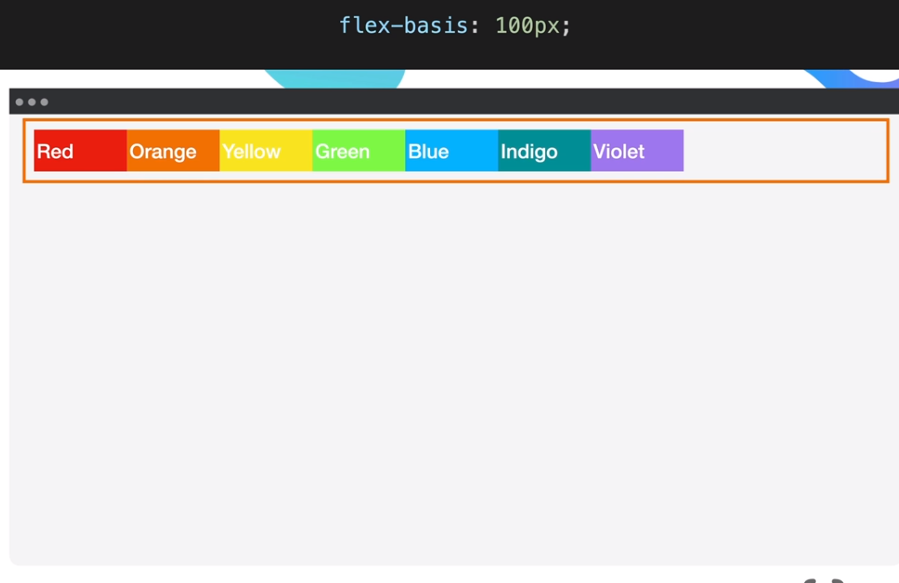 flex-basis: 100px;
Red Orange Yellow Green Blue Indigo Violet